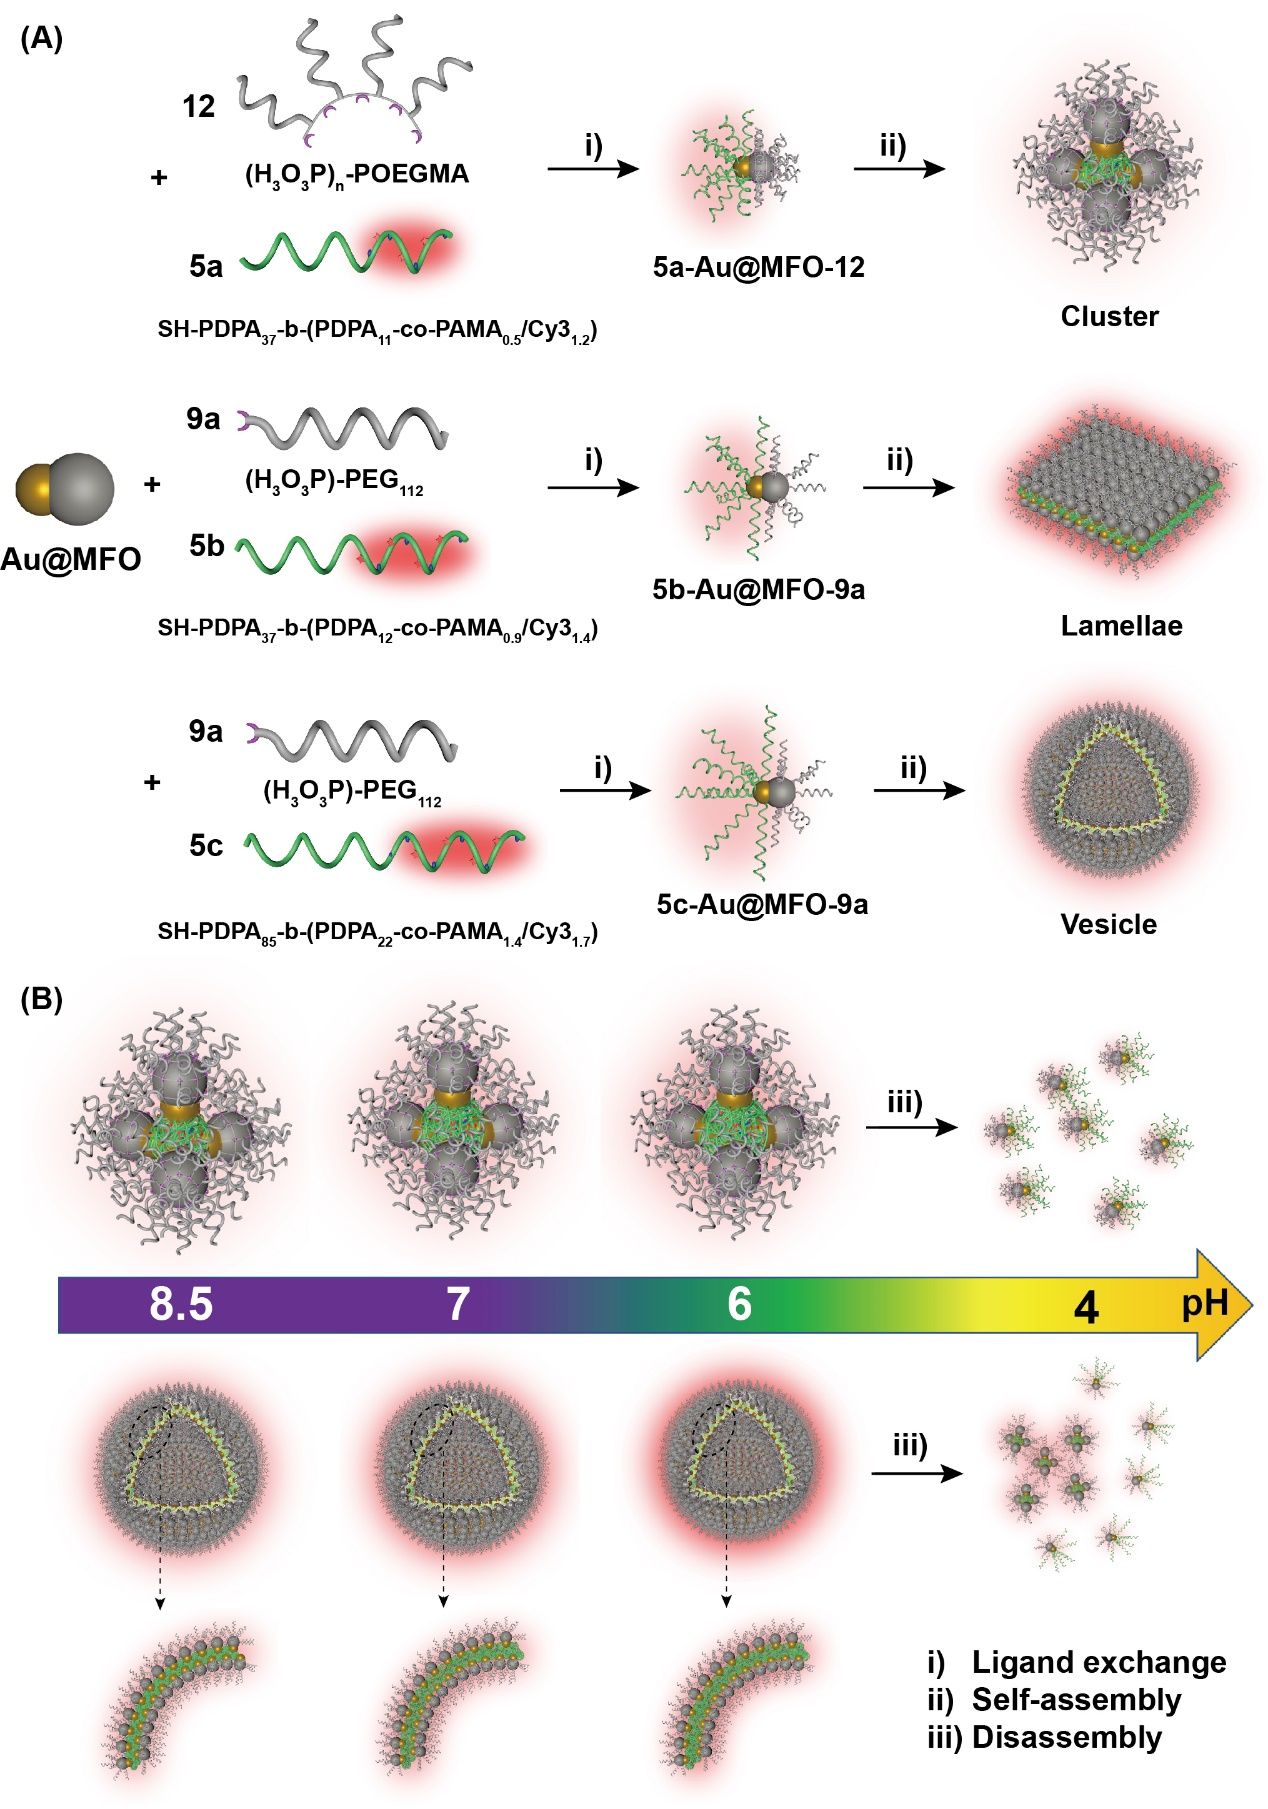 (A)
12
+
(H₃O₃P)ₙ-POEGMA
5a
SH-PDPA₃₇-b-(PDPA₁₁-co-PAMA₀.₅/Cy3₁.₂)
i)
5a-Au@MFO-12
ii)
Cluster
Au@MFO
+
9a
(H₃O₃P)-PEG₁₁₂
5b
SH-PDPA₃₇-b-(PDPA₁₂-co-PAMA₀.₉/Cy3₁.₄)
i)
5b-Au@MFO-9a
ii)
Lamellae
+
9a
(H₃O₃P)-PEG₁₁₂
5c
SH-PDPA₈₅-b-(PDPA₂₂-co-PAMA₁.₄/Cy3₁.₇)
i)
5c-Au@MFO-9a
ii)
Vesicle
(B)
iii)
8.5 7 6 4 pH
iii)
i) Ligand exchange
ii) Self-assembly
iii) Disassembly